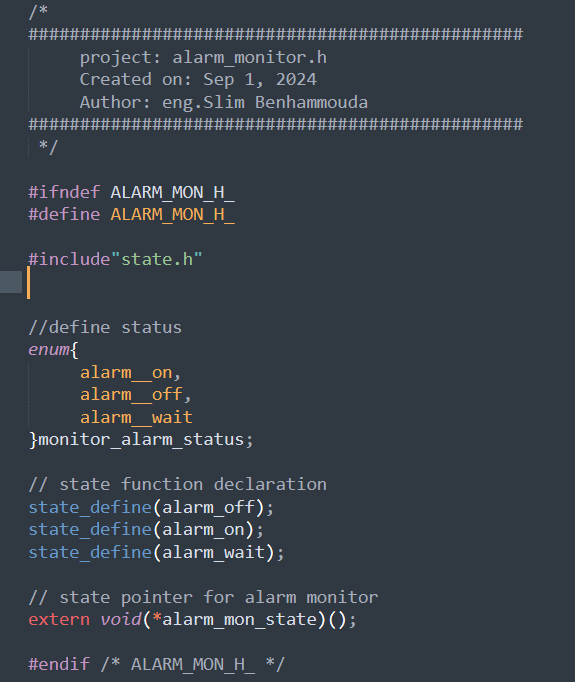 /*
################################################
project: alarm_monitor.h
Created on: Sep 1, 2024
Author: eng.Slim Benhammouda
################################################
*/
#ifndef ALARM_MON_H_
#define ALARM_MON_H_
#include"state.h"
//define status
enum{
alarm__on,
alarm__off,
alarm__wait
}monitor_alarm_status;
// state function declaration
state_define(alarm_off);
state_define(alarm_on);
state_define(alarm_wait);
// state pointer for alarm monitor
extern void(*alarm_mon_state)();
#endif /* ALARM_MON_H_ */